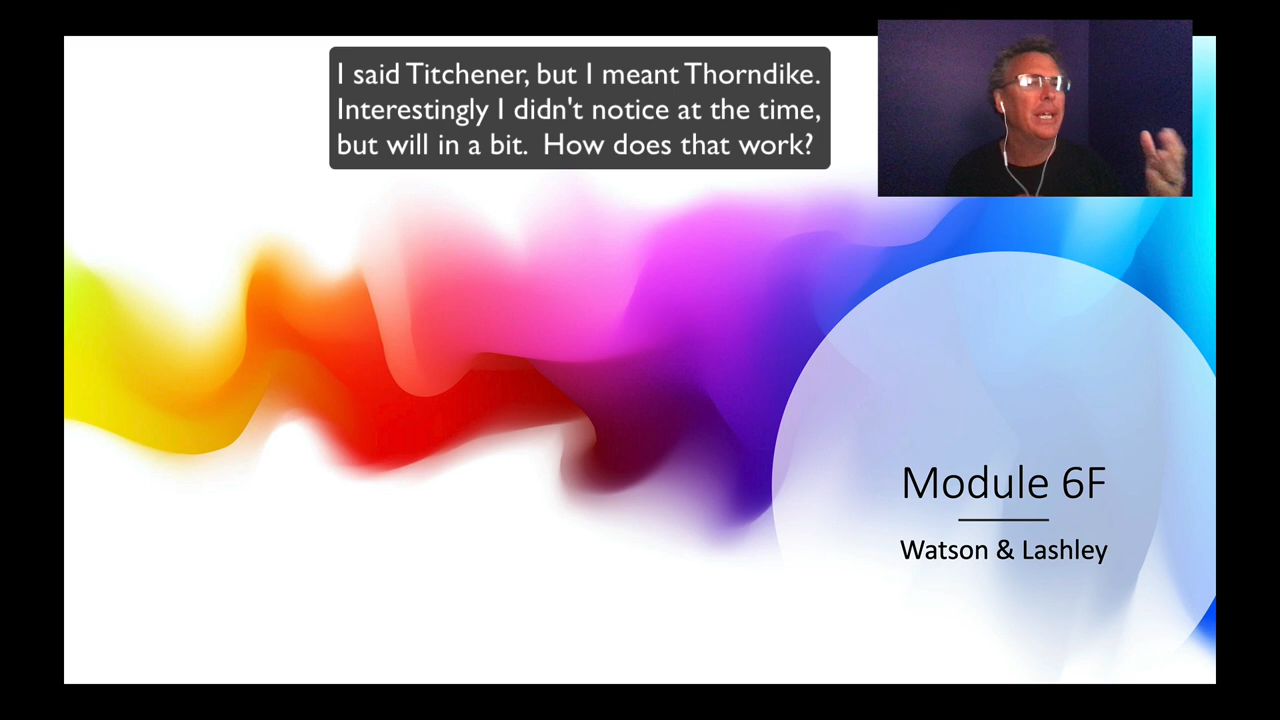 I said Titchener, but I meant Thorndike.
Interestingly I didn't notice at the time,
but will in a bit.  How does that work?
Module 6F
Watson & Lashley